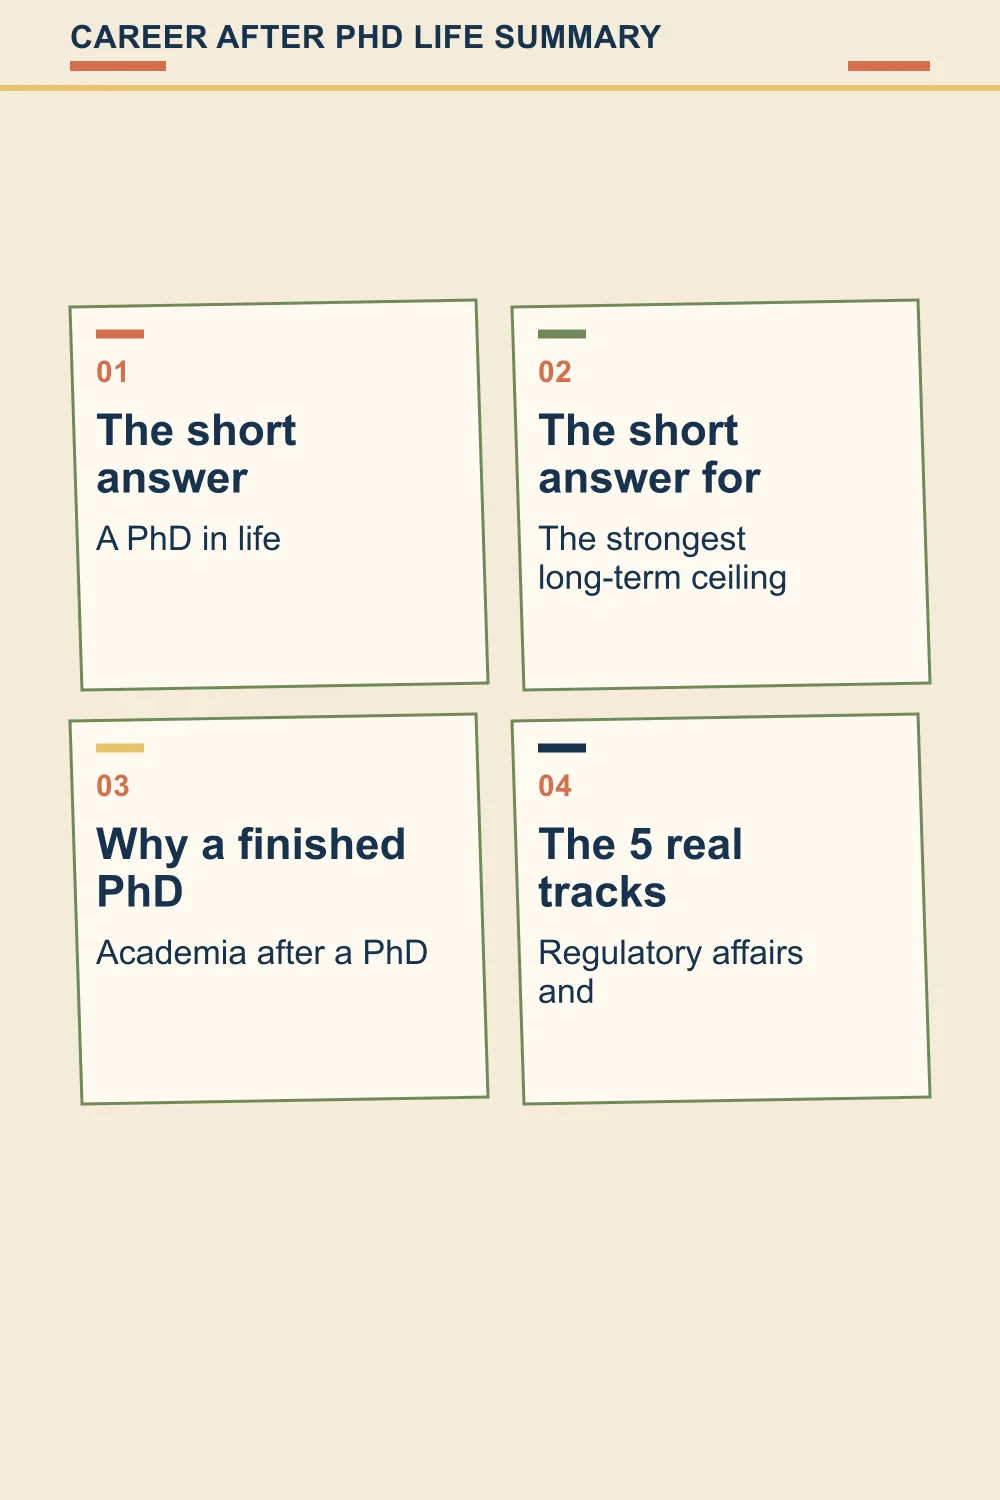 CAREER AFTER PHD LIFE SUMMARY
01
The short
answer
A PhD in life
02
The short
answer for
The strongest
long-term ceiling
03
Why a finished
PhD
Academia after a PhD
04
The 5 real
tracks
Regulatory affairs
and